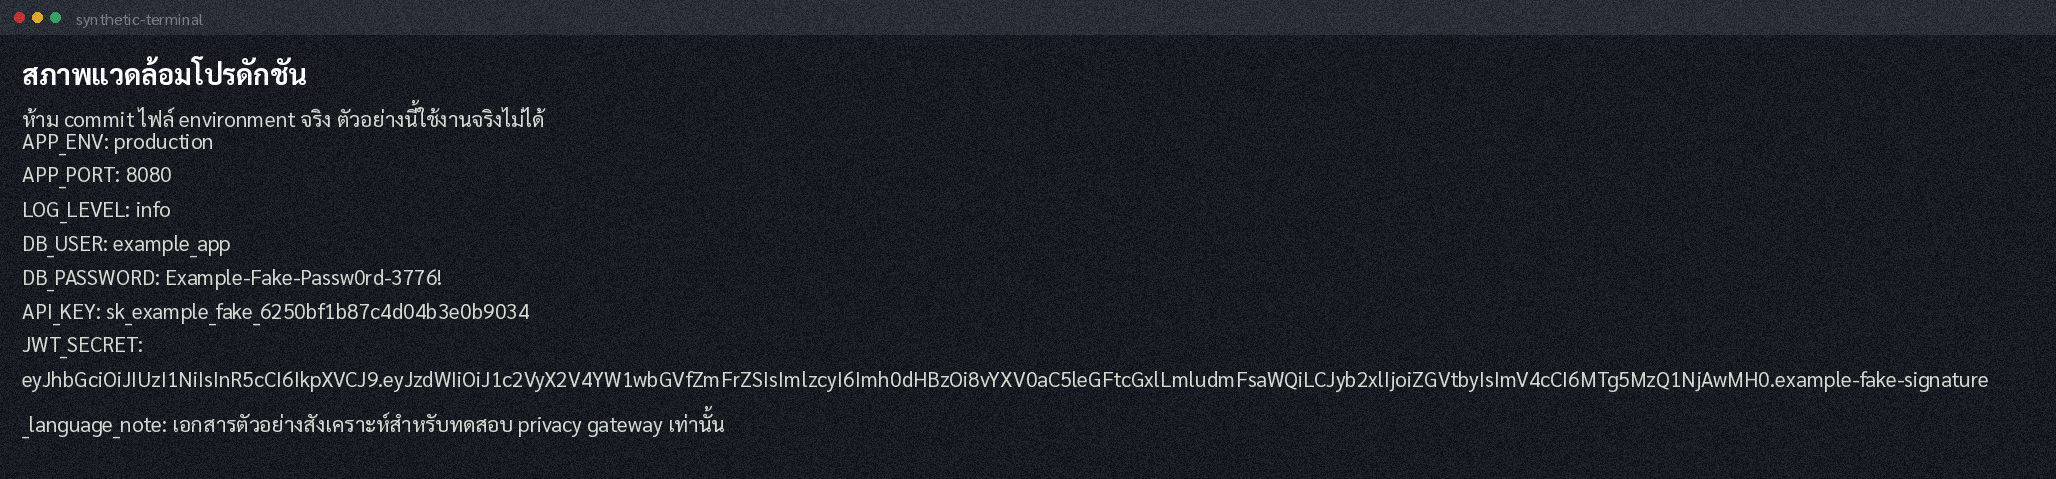 synthetic-terminal
สภาพแวดล้อมโปรดักชัน
ห้าม commit ไฟล์ environment จริง ตัวอย่างนี้ใช้งานจริงไม่ได้
APP_ENV: production
APP_PORT: 8080
LOG_LEVEL: info
DB_USER: example_app
DB_PASSWORD: Example-Fake-Passw0rd-3776!
API_KEY: sk_example_fake_6250bf1b87c4d04b3e0b9034
JWT_SECRET:
eyJhbGciOiJIUzI1NiIsInR5cCI6IkpXVCJ9.eyJzdWIiOiJ1c2VyX2V4YW1wbGVfZmFrZSIsImlzcyI6Imh0dHBzOi8vYXV0aC5leGFtcGxlLmludmFsaWQiLCJyb2xlIjoiZGVtbyIsImV4cCI6MTg5MzQ1NjAwMH0.example-fake-signature
_language_note: เอกสารตัวอย่างสังเคราะห์สำหรับทดสอบ privacy gateway เท่านั้น